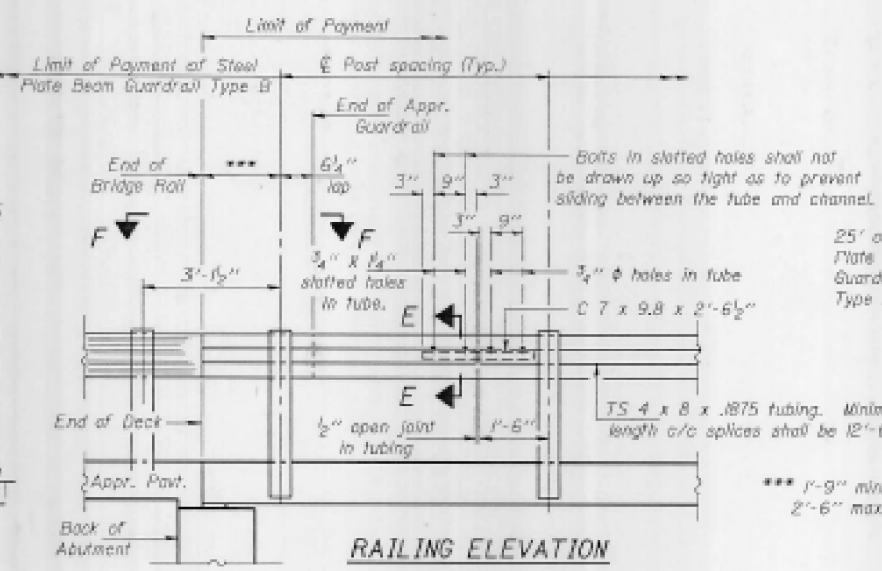 Limit of Payment
Limit of Payment of Steel
Plate Beam Guardrail Type B
℄ Post spacing (Typ.)
End of Appr.
Guardrail
End of
Bridge Rail
***
6¼"
lap
3" 9" 3"
Bolts in slotted holes shall not
be drawn up so tight as to prevent
sliding between the tube and channel.
F
F
3" 9"
25'
Plate
Guard
Type
3'-1½"
¾" x 1¼"
slotted holes
in tube.
¾" φ holes in tube
C 7 x 9.8 x 2'-6½"
E
E
End of Deck
½" open joint
in tubing
1'-6"
TS 4 x 8 x .1875 tubing. Minim
length c/c splices shall be 12'-
Appr. Pavt.
*** 1'-9" min
2'-6" max
Back of
Abutment
RAILING ELEVATION